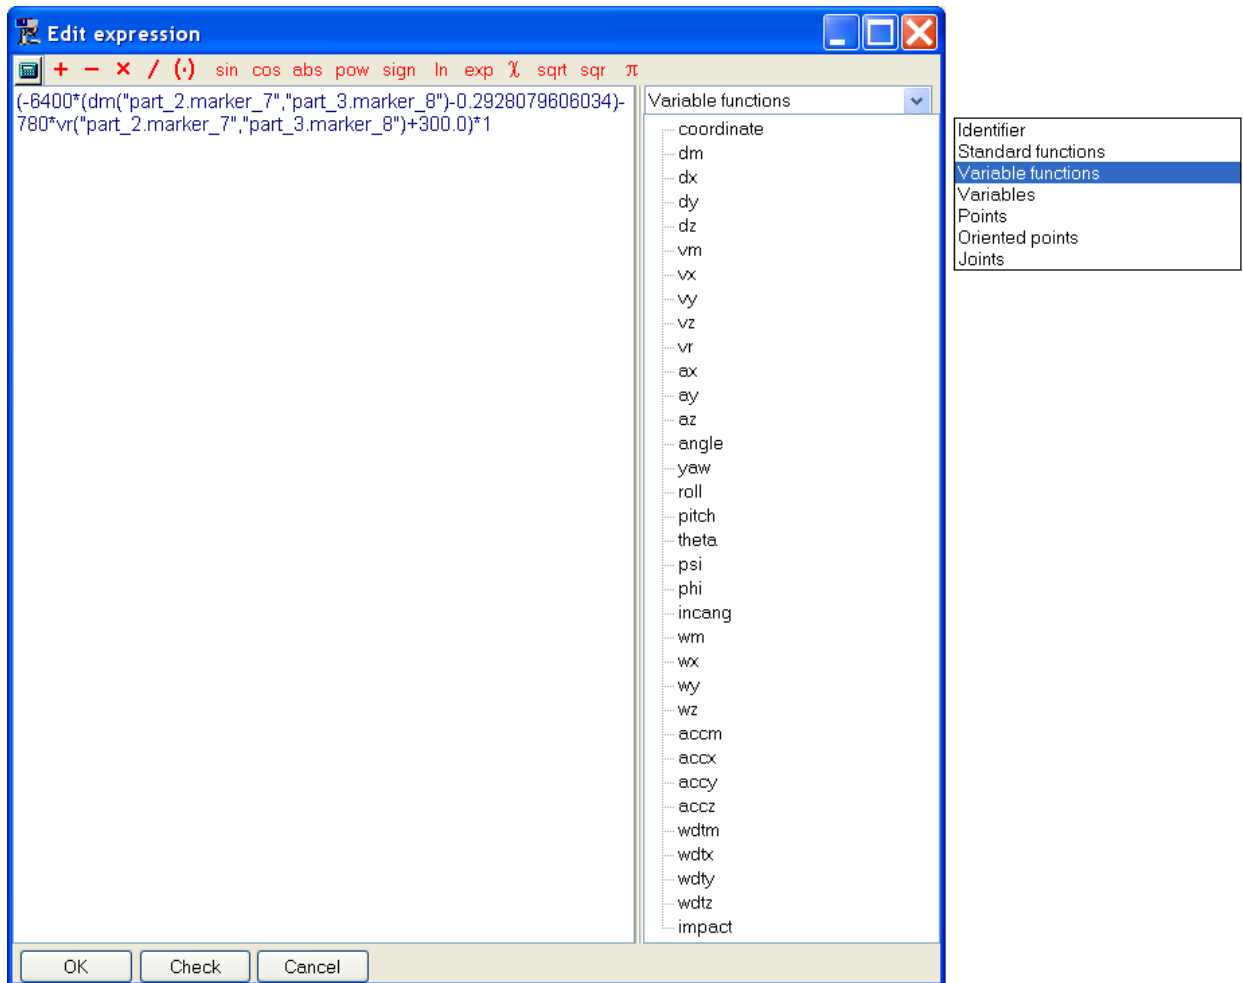 Edit expression
+ − × / (·) sin cos abs pow sign ln exp χ sqrt sqr π
(-6400*(dm("part_2.marker_7","part_3.marker_8")-0.2928079606034)-
780*vr("part_2.marker_7","part_3.marker_8")+300.0)*1
Variable functions
coordinate
dm
dx
dy
dz
vm
vx
vy
vz
vr
ax
ay
az
angle
yaw
roll
pitch
theta
psi
phi
incang
wm
wx
wy
wz
accm
accx
accy
accz
wdtm
wdtx
wdty
wdtz
impact
Identifier
Standard functions
Variable functions
Variables
Points
Oriented points
Joints
OK Check Cancel